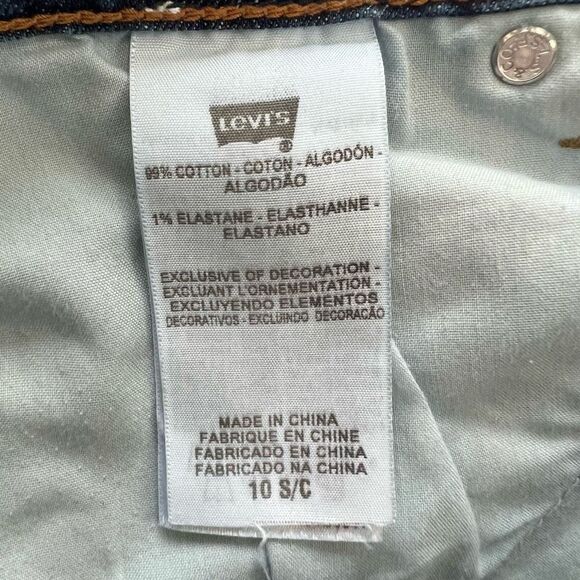 LEVI'S
99% COTTON - COTON - ALGODÓN -
ALGODÃO
1% ELASTANE - ELASTHANNE -
ELASTANO
EXCLUSIVE OF DECORATION -
EXCLUANT L'ORNEMENTATION -
EXCLUYENDO ELEMENTOS
DECORATIVOS - EXCLUINDO DECORAÇÃO
MADE IN CHINA
FABRIQUE EN CHINE
FABRICADO EN CHINA
FABRICADO NA CHINA
10 S/C